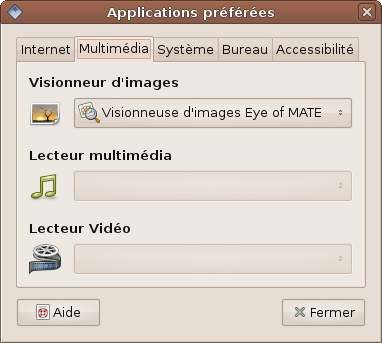 Applications préférées
Internet Multimédia Système Bureau Accessibilité
Visionneur d'images
Visionneuse d'images Eye of MATE
Lecteur multimédia
Lecteur Vidéo
Aide Fermer